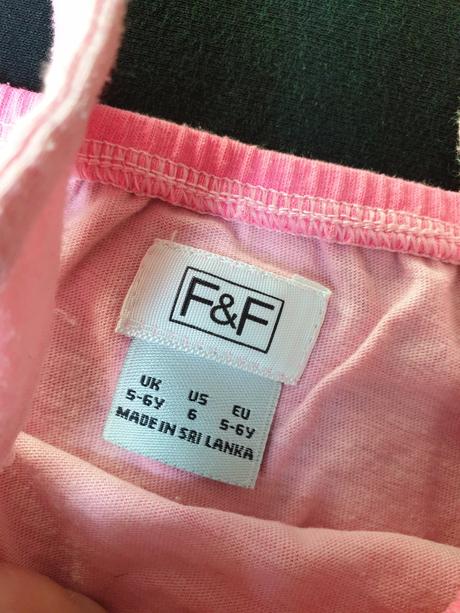 F&F
UK US EU
5-6Y 6 5-6Y
MADE IN SRI LANKA